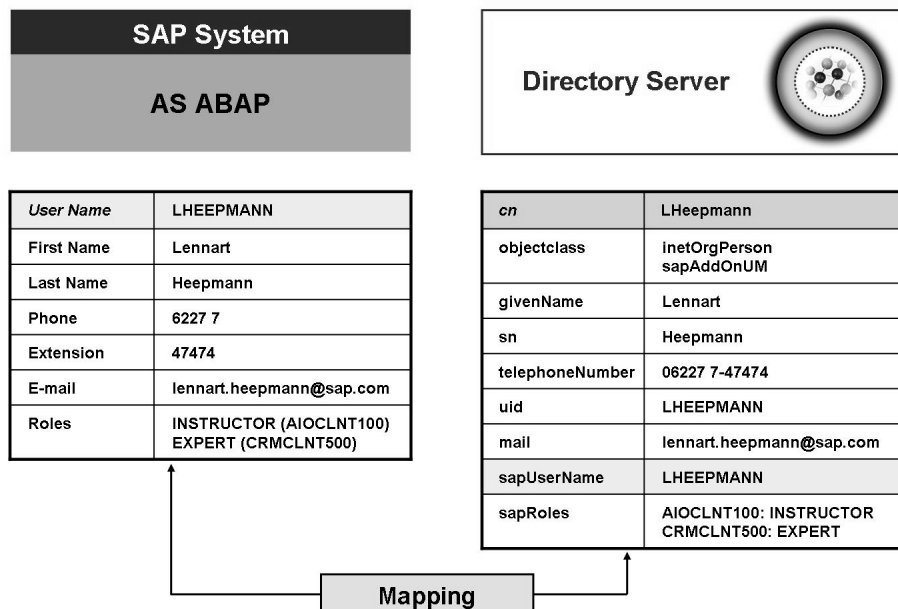 SAP System
AS ABAP
Directory Server
User Name LHEEPMANN
First Name Lennart
Last Name Heepmann
Phone 6227 7
Extension 47474
E-mail lennart.heepmann@sap.com
Roles INSTRUCTOR (AIOCLNT100)
EXPERT (CRMCLNT500)
cn LHeepmann
objectclass inetOrgPerson
sapAddOnUM
givenName Lennart
sn Heepmann
telephoneNumber 06227 7-47474
uid LHEEPMANN
mail lennart.heepmann@sap.com
sapUserName LHEEPMANN
sapRoles AIOCLNT100: INSTRUCTOR
CRMCLNT500: EXPERT
Mapping